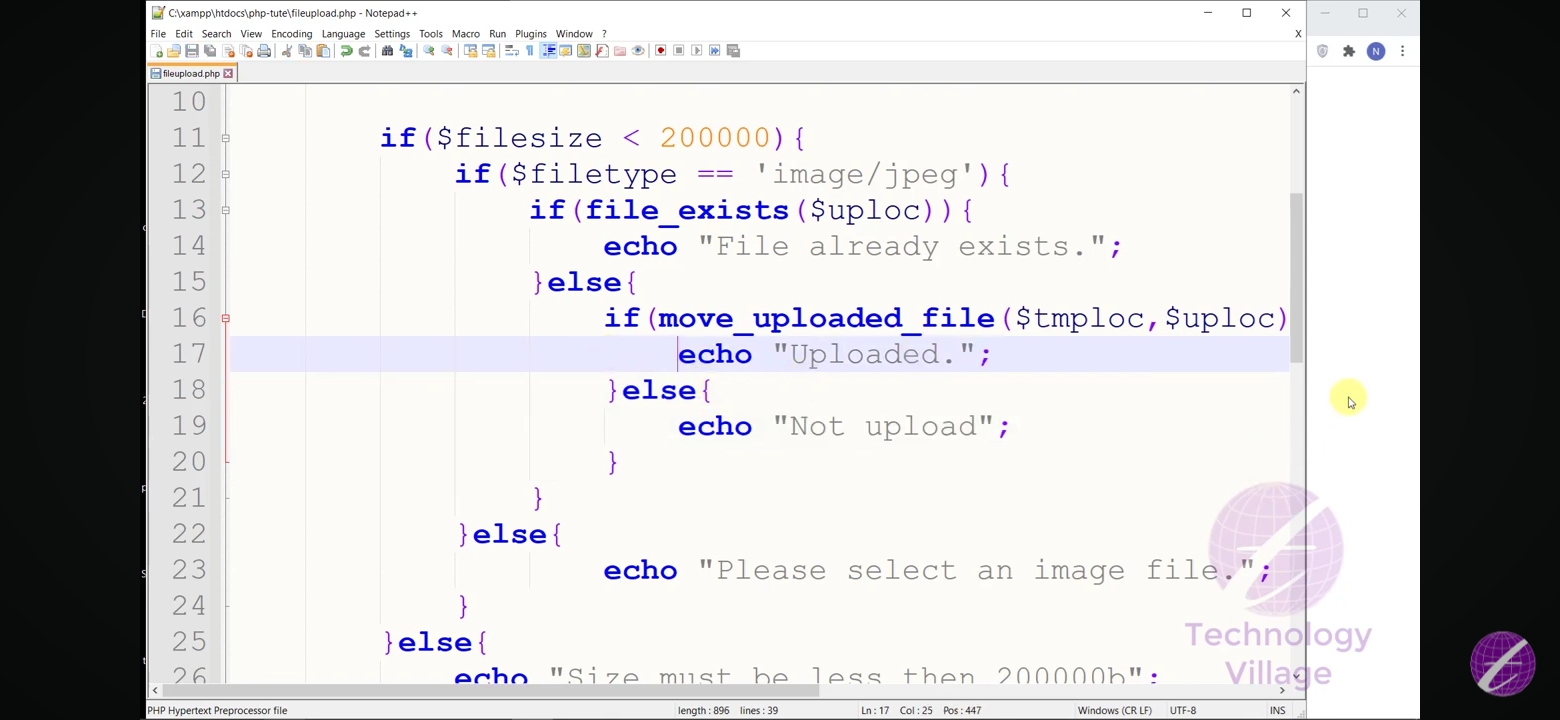 C:\xampp\htdocs\php-tute\fileupload.php - Notepad++
File Edit Search View Encoding Language Settings Tools Macro Run Plugins Window ? X
fileupload.php
N
10
11 if($filesize < 200000){
12 if($filetype == 'image/jpeg'){
13 if(file_exists($uploc)){
14 echo "File already exists.";
15 }else{
16 if(move_uploaded_file($tmploc,$uploc)
17 echo "Uploaded.";
18 }else{
19 echo "Not upload";
20 }
21 }
22 }else{
23 echo "Please select an image file.";
24 }
25 }else{
26 echo "Size must be less then 200000b";
Technology
Village
PHP Hypertext Preprocessor file length : 896 lines : 39 Ln : 17 Col : 25 Pos : 447 Windows (CR LF) UTF-8 INS